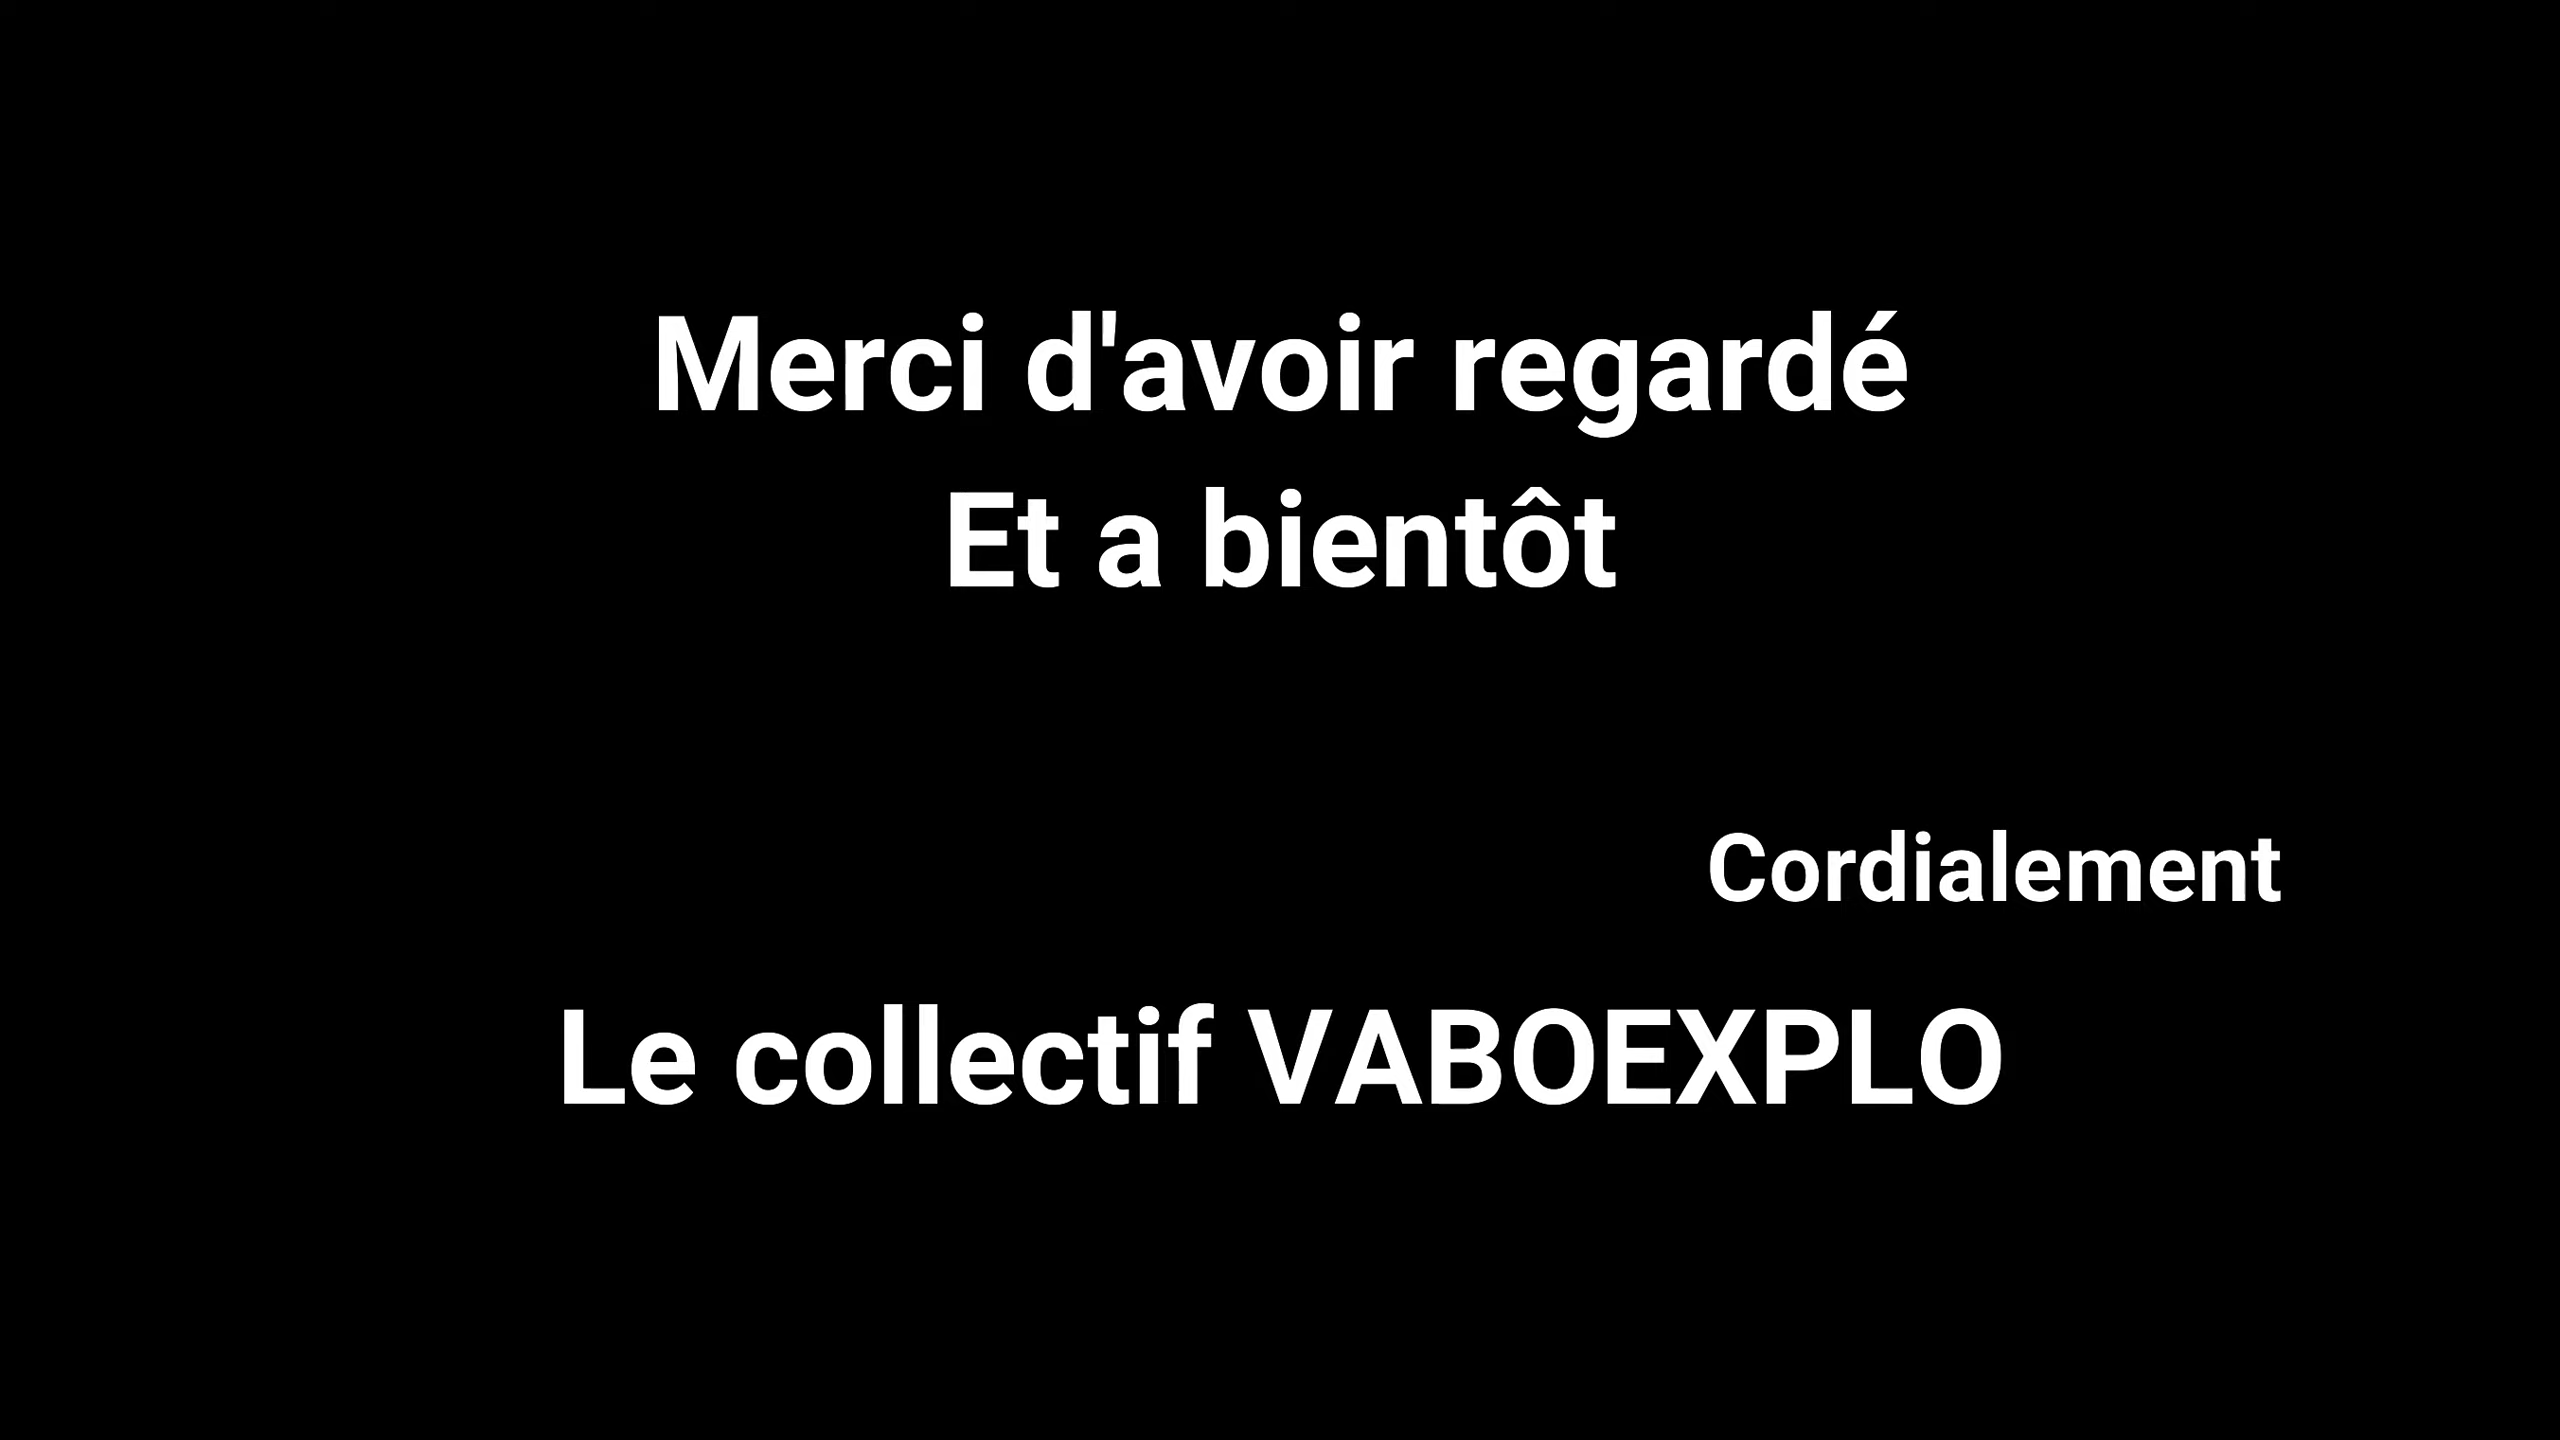 Merci d'avoir regardé
Et a bientôt
Cordialement
Le collectif VABOEXPLO